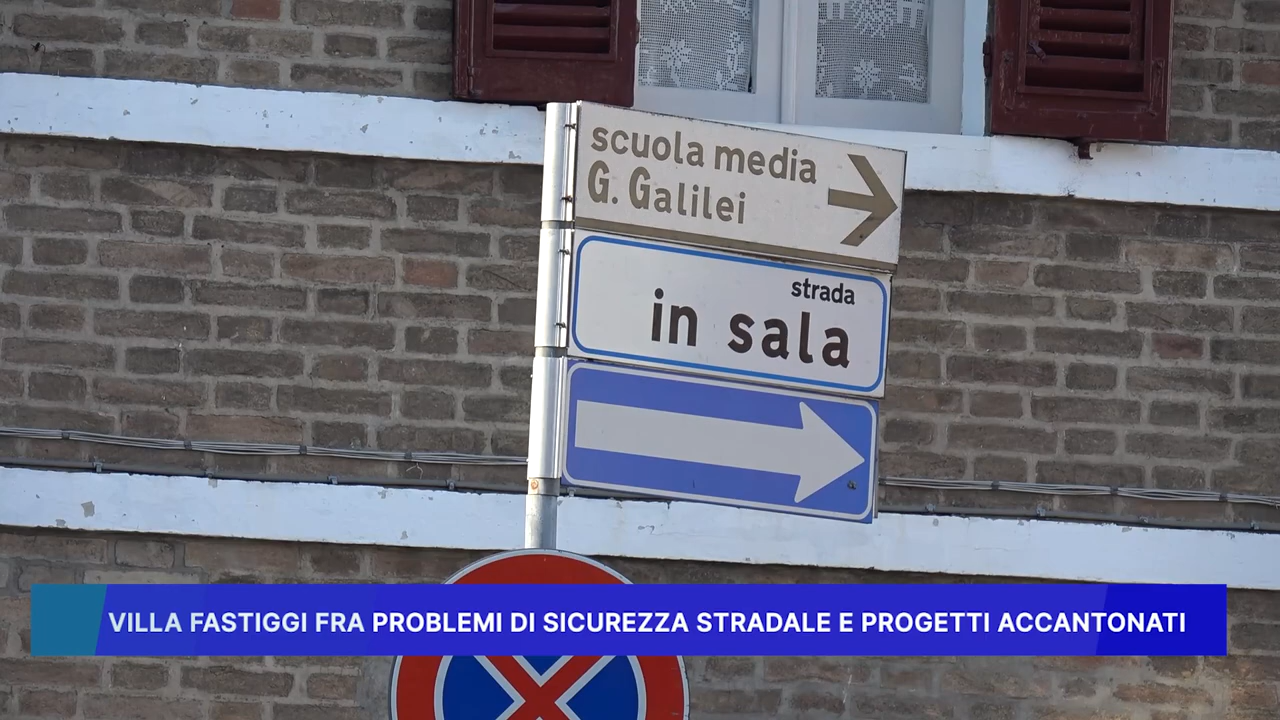 scuola media
G. Galilei
strada
in sala
VILLA FASTIGGI FRA PROBLEMI DI SICUREZZA STRADALE E PROGETTI ACCANTONATI